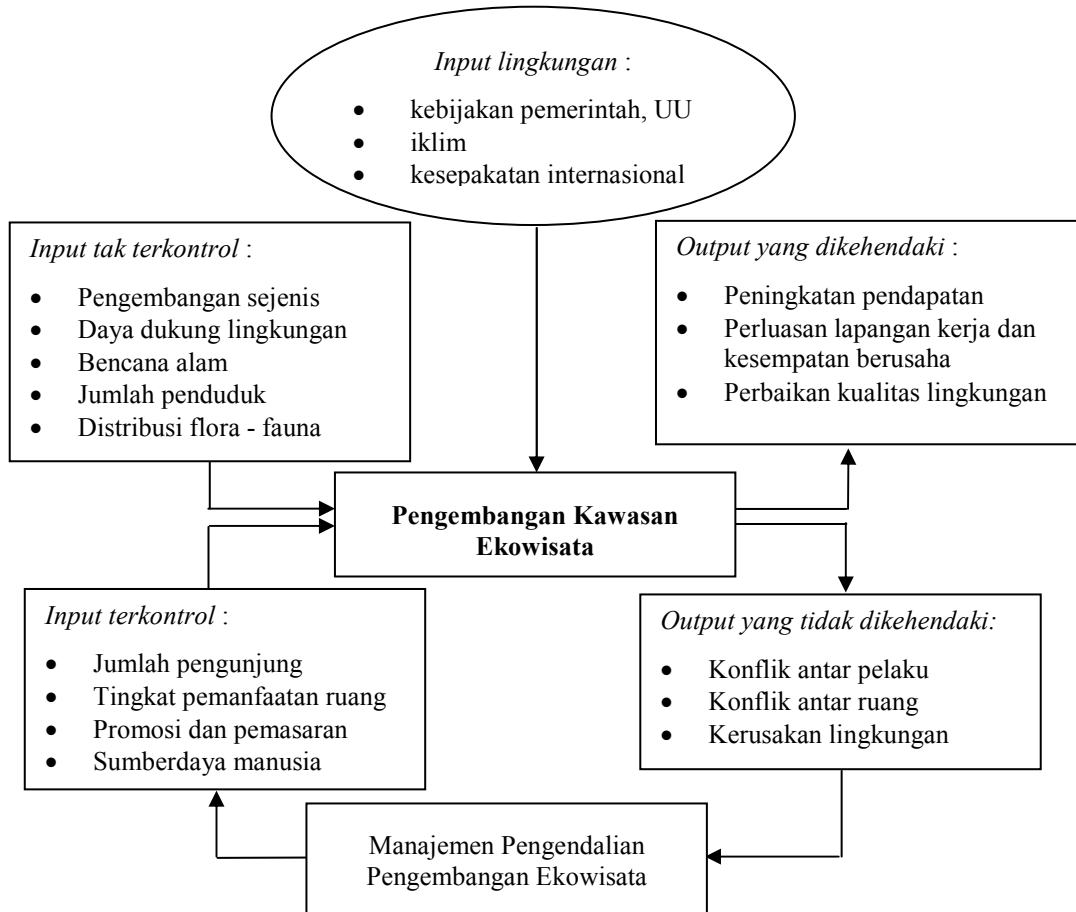 Input lingkungan :
• kebijakan pemerintah, UU
• iklim
• kesepakatan internasional
Input tak terkontrol :
• Pengembangan sejenis
• Daya dukung lingkungan
• Bencana alam
• Jumlah penduduk
• Distribusi flora - fauna
Output yang dikehendaki :
• Peningkatan pendapatan
• Perluasan lapangan kerja dan
kesempatan berusaha
• Perbaikan kualitas lingkungan
Pengembangan Kawasan
Ekowisata
Input terkontrol :
• Jumlah pengunjung
• Tingkat pemanfaatan ruang
• Promosi dan pemasaran
• Sumberdaya manusia
Output yang tidak dikehendaki:
• Konflik antar pelaku
• Konflik antar ruang
• Kerusakan lingkungan
Manajemen Pengendalian
Pengembangan Ekowisata